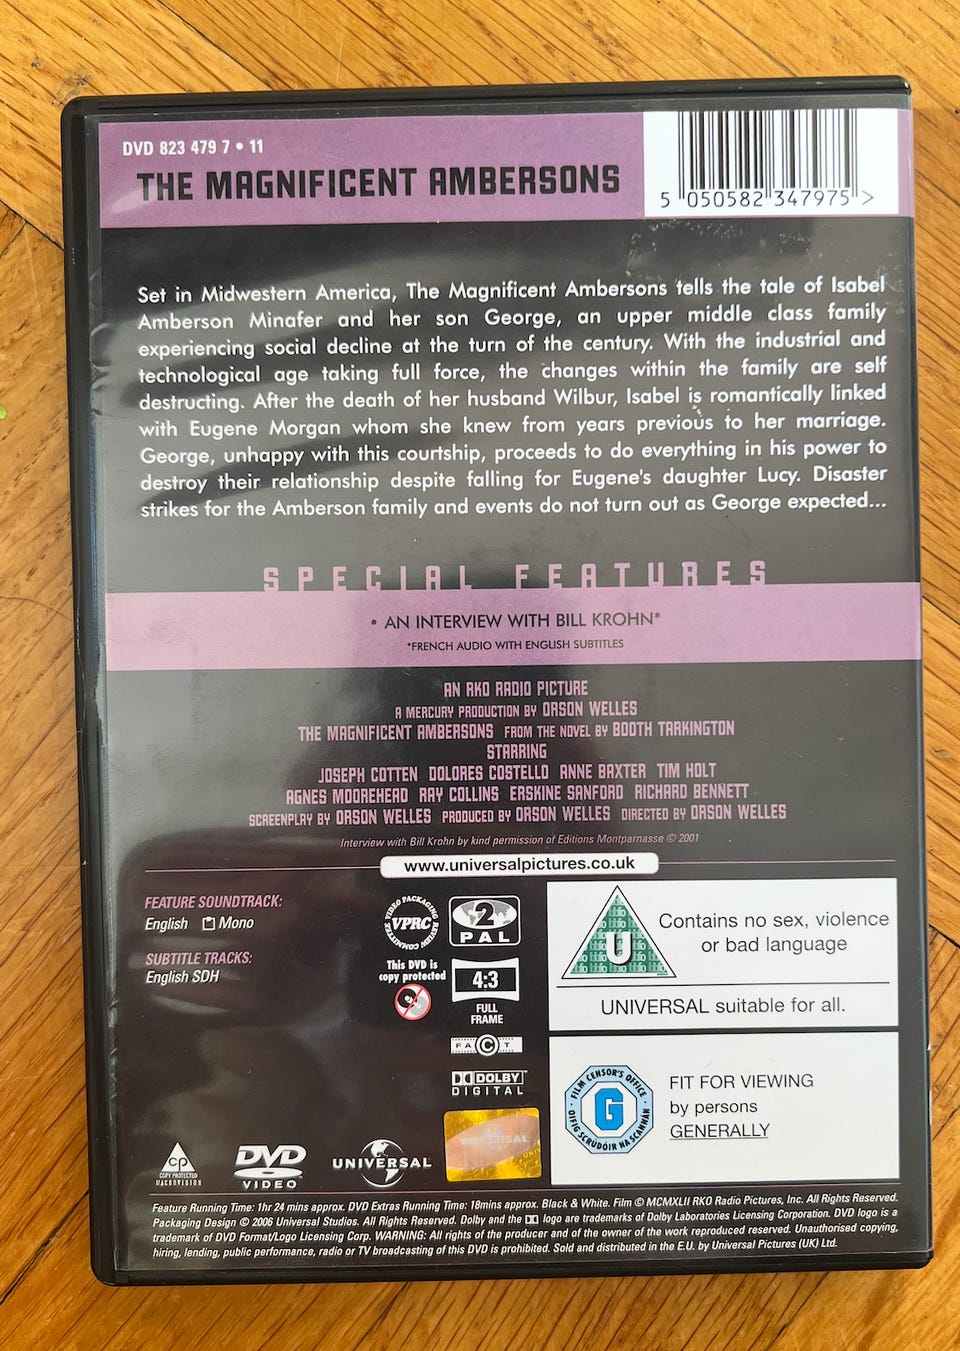 DVD 823 479 7 • 11
THE MAGNIFICENT AMBERSONS
5 050582 347975 >
Set in Midwestern America, The Magnificent Ambersons tells the tale of Isabel
Amberson Minafer and her son George, an upper middle class family
experiencing social decline at the turn of the century. With the industrial and
technological age taking full force, the changes within the family are self
destructing. After the death of her husband Wilbur, Isabel is romantically linked
with Eugene Morgan whom she knew from years previous to her marriage.
George, unhappy with this courtship, proceeds to do everything in his power to
destroy their relationship despite falling for Eugene's daughter Lucy. Disaster
strikes for the Amberson family and events do not turn out as George expected...
SPECIAL FEATURES
• AN INTERVIEW WITH BILL KROHN*
*FRENCH AUDIO WITH ENGLISH SUBTITLES
AN RKO RADIO PICTURE
A MERCURY PRODUCTION BY ORSON WELLES
THE MAGNIFICENT AMBERSONS FROM THE NOVEL BY BOOTH TARKINGTON
STARRING
JOSEPH COTTEN DOLORES COSTELLO ANNE BAXTER TIM HOLT
AGNES MOOREHEAD RAY COLLINS ERSKINE SANFORD RICHARD BENNETT
SCREENPLAY BY ORSON WELLES PRODUCED BY ORSON WELLES DIRECTED BY ORSON WELLES
Interview with Bill Krohn by kind permission of Editions Montparnasse © 2001
www.universalpictures.co.uk
FEATURE SOUNDTRACK:
English Mono
SUBTITLE TRACKS:
English SDH
VIDEO PACKAGING REVIEW COMMITTEE
VPRC
2
PAL
This DVD is
copy protected
4:3
FULL
FRAME
FACT
DOLBY
DIGITAL
U
Contains no sex, violence
or bad language
UNIVERSAL suitable for all.
FILM CENSOR'S OFFICE
G
OIFIG SCRÚDÓIR NA SCANNÁN
FIT FOR VIEWING
by persons
GENERALLY
CP
COPY PROTECTED
MACROVISION
DVD
VIDEO
UNIVERSAL
UNIVERSAL
Feature Running Time: 1hr 24 mins approx. DVD Extras Running Time: 18mins approx. Black & White. Film © MCMXLII RKO Radio Pictures, Inc. All Rights Reserved.
Packaging Design © 2006 Universal Studios. All Rights Reserved. Dolby and the logo are trademarks of Dolby Laboratories Licensing Corporation. DVD logo is a
trademark of DVD Format/Logo Licensing Corp. WARNING: All rights of the producer and of the owner of the work reproduced reserved. Unauthorised copying,
hiring, lending, public performance, radio or TV broadcasting of this DVD is prohibited. Sold and distributed in the E.U. by Universal Pictures (UK) Ltd.